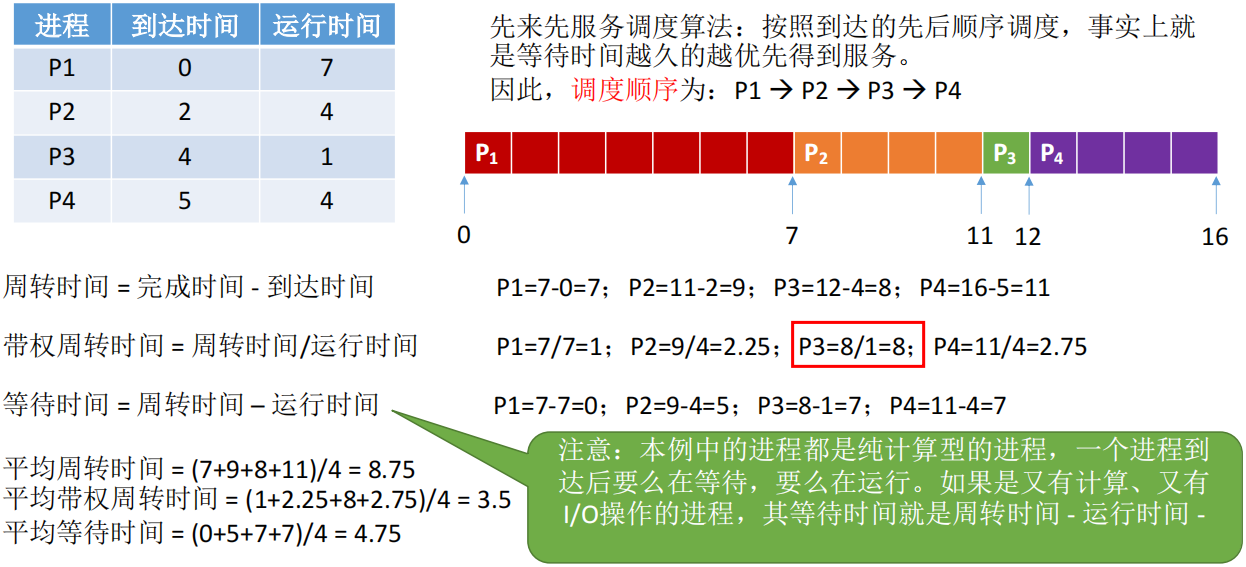 进程 到达时间 运行时间
P1 0 7
P2 2 4
P3 4 1
P4 5 4
先来先服务调度算法：按照到达的先后顺序调度，事实上就
是等待时间越久的越优先得到服务。
因此，调度顺序为：P1 → P2 → P3 → P4
P1 P2 P3 P4
0 7 11 12 16
周转时间 = 完成时间 - 到达时间 P1=7-0=7；P2=11-2=9；P3=12-4=8；P4=16-5=11
带权周转时间 = 周转时间/运行时间 P1=7/7=1；P2=9/4=2.25；P3=8/1=8；P4=11/4=2.75
等待时间 = 周转时间 – 运行时间 P1=7-7=0；P2=9-4=5；P3=8-1=7；P4=11-4=7
平均周转时间 = (7+9+8+11)/4 = 8.75
平均带权周转时间 = (1+2.25+8+2.75)/4 = 3.5
平均等待时间 = (0+5+7+7)/4 = 4.75
注意：本例中的进程都是纯计算型的进程，一个进程到
达后要么在等待，要么在运行。如果是又有计算、又有
I/O操作的进程，其等待时间就是周转时间 - 运行时间 -